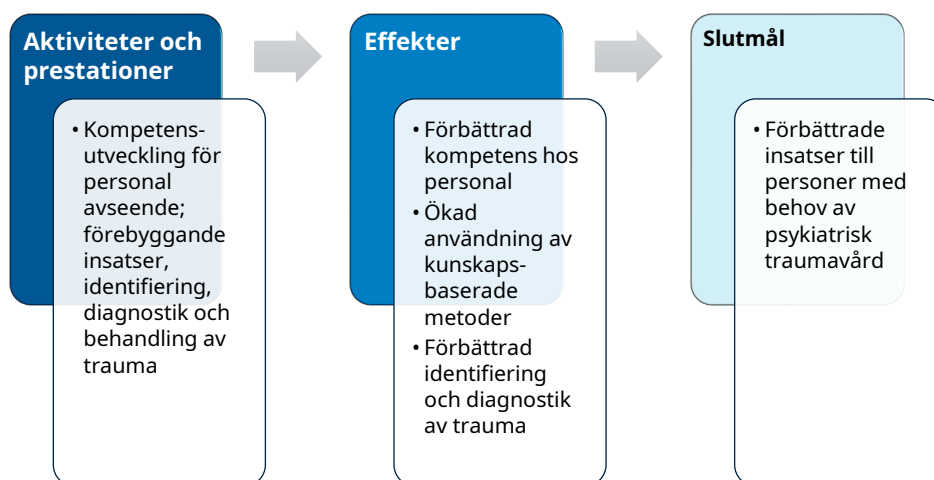 Aktiviteter och
prestationer
• Kompetens-
utveckling för
personal
avseende;
förebyggande
insatser,
identifiering,
diagnostik och
behandling av
trauma
Effekter
• Förbättrad
kompetens hos
personal
• Ökad
användning av
kunskaps-
baserade
metoder
• Förbättrad
identifiering
och diagnostik
av trauma
Slutmål
• Förbättrade
insatser till
personer med
behov av
psykiatrisk
traumavård